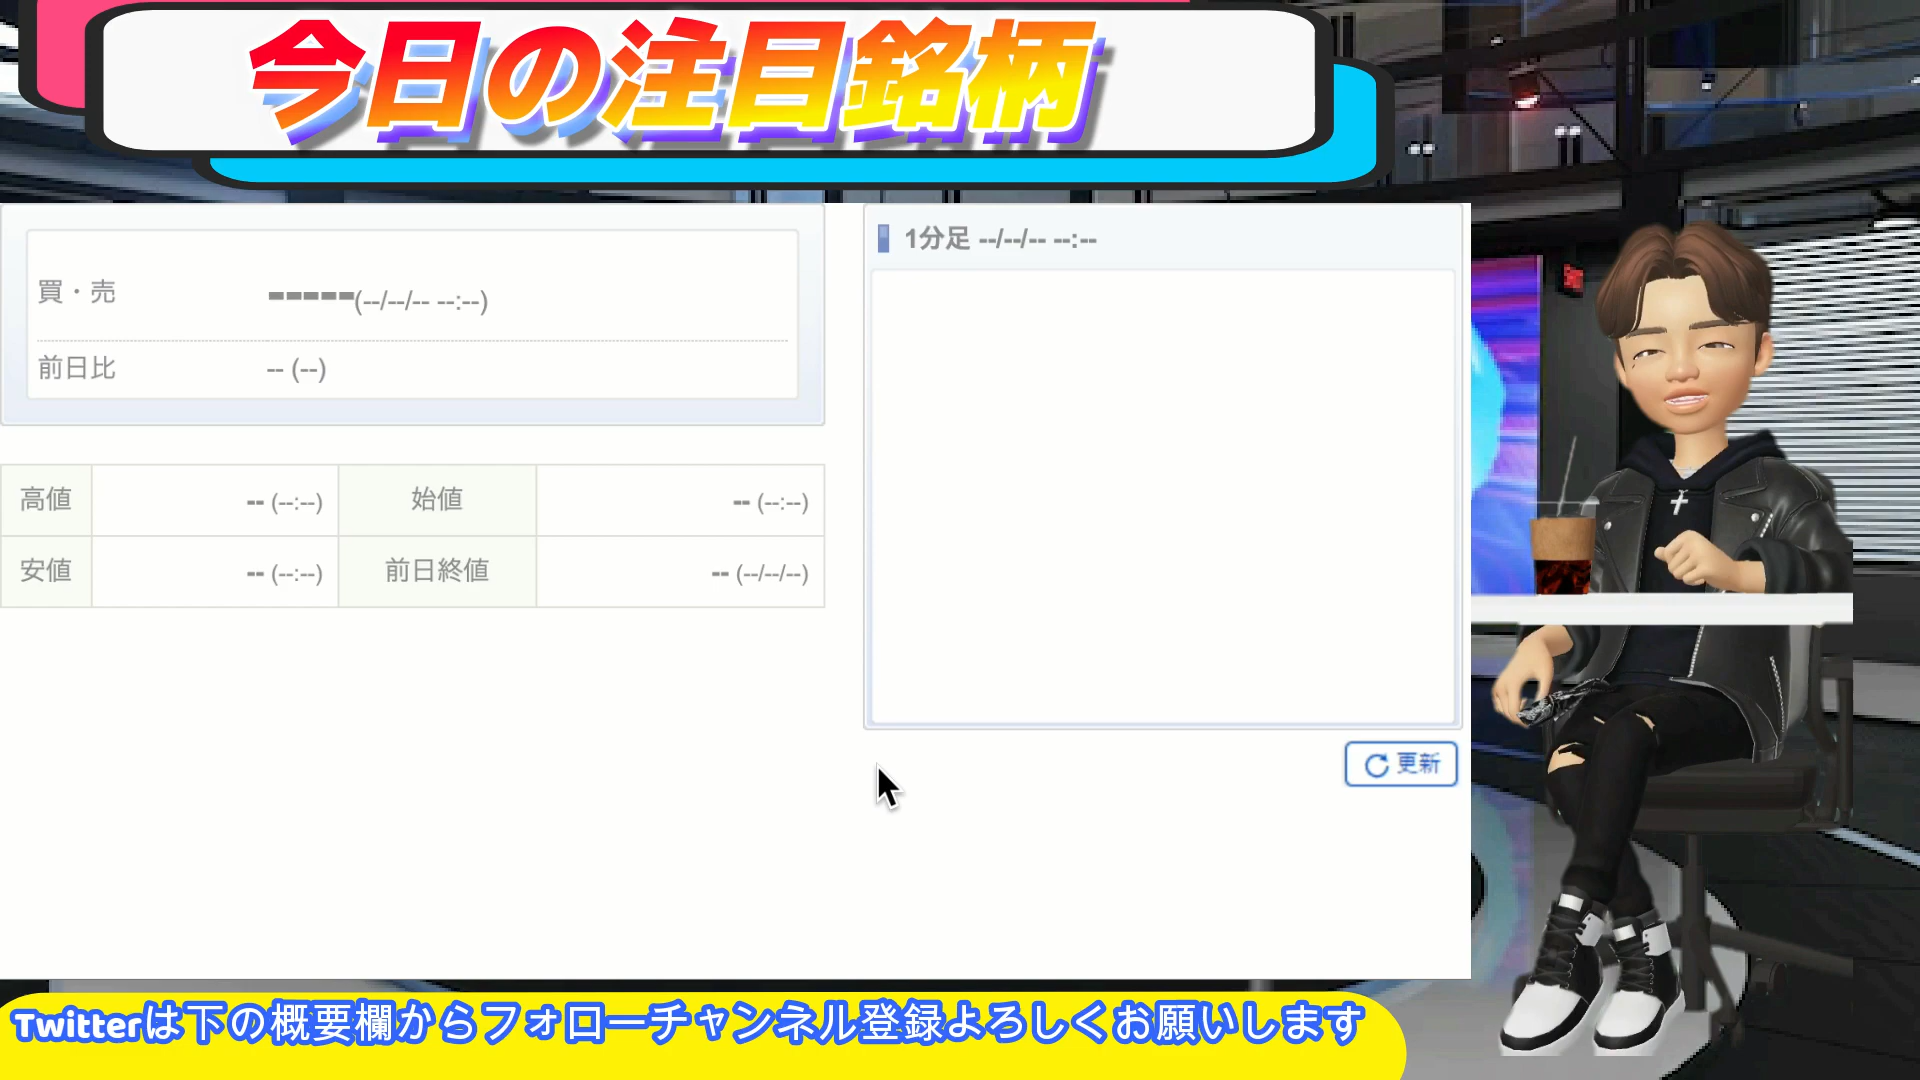 今日の注目銘柄
買・売 -----(--/--/-- --:--)
前日比 -- (--)
高値 -- (--:--) 始値 -- (--:--)
安値 -- (--:--) 前日終値 -- (--/--/--)
1分足 --/--/-- --:--
更新
Twitterは下の概要欄からフォローチャンネル登録よろしくお願いします